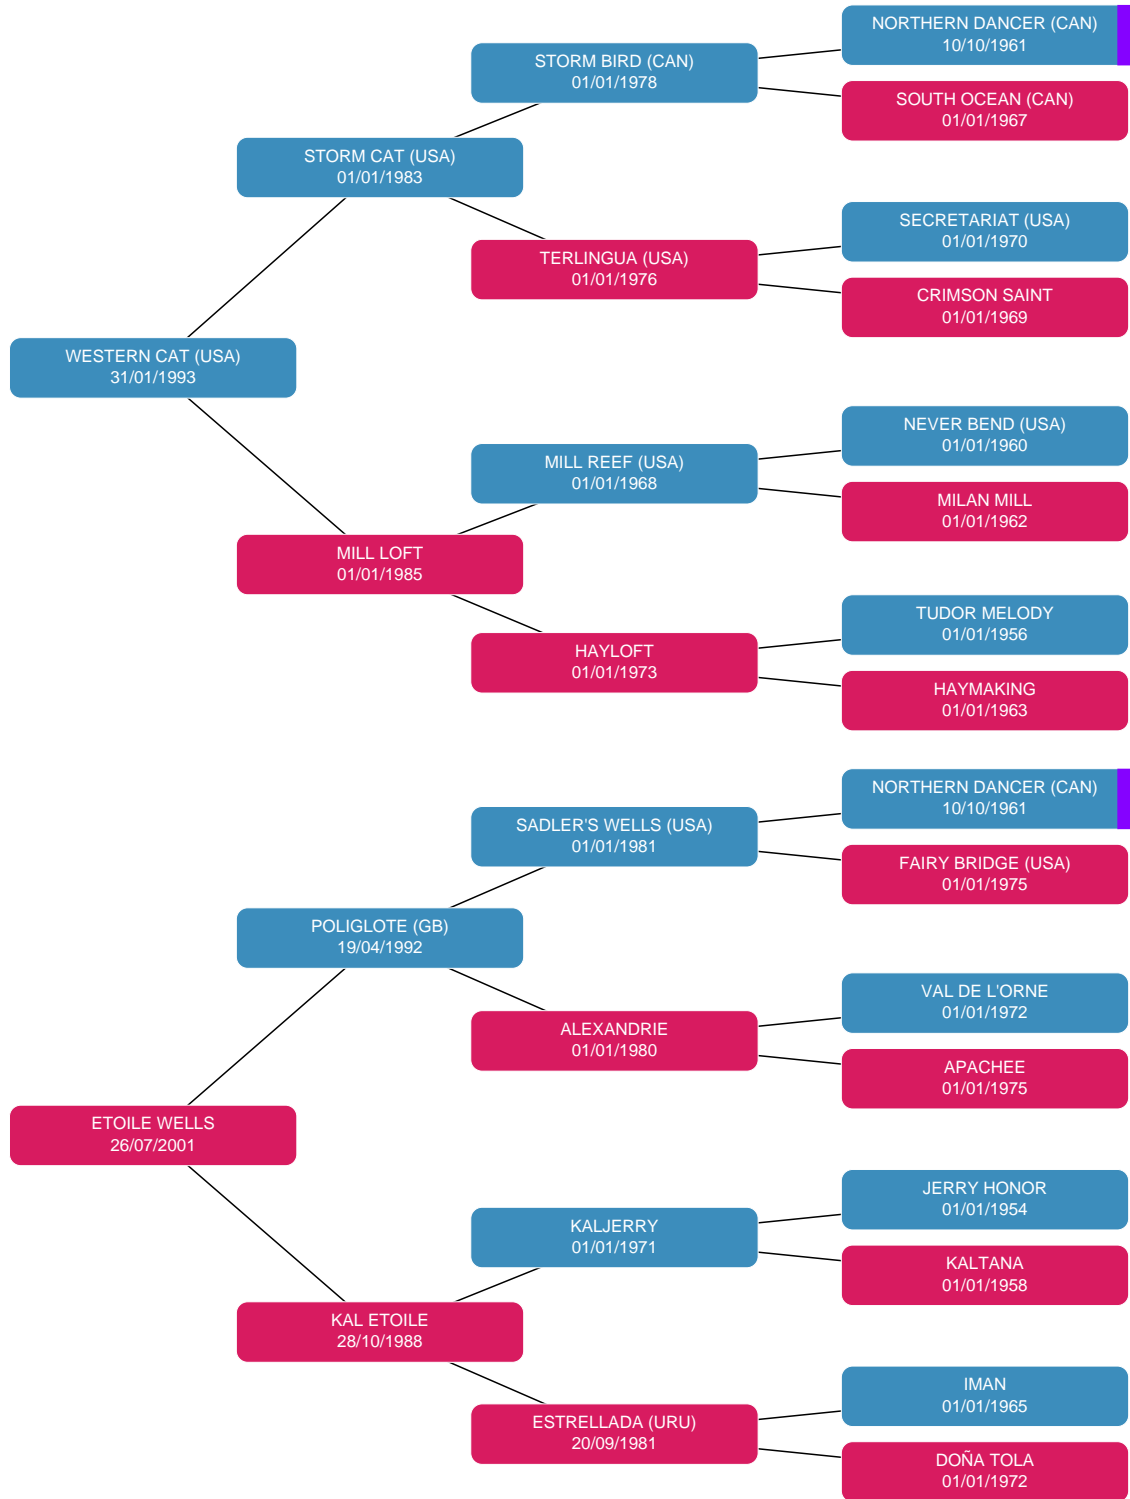 NORTHERN DANCER (CAN)
10/10/1961
STORM BIRD (CAN)
01/01/1978
SOUTH OCEAN (CAN)
01/01/1967
STORM CAT (USA)
01/01/1983
SECRETARIAT (USA)
01/01/1970
TERLINGUA (USA)
01/01/1976
CRIMSON SAINT
01/01/1969
WESTERN CAT (USA)
31/01/1993
NEVER BEND (USA)
01/01/1960
MILL REEF (USA)
01/01/1968
MILAN MILL
01/01/1962
MILL LOFT
01/01/1985
TUDOR MELODY
01/01/1956
HAYLOFT
01/01/1973
HAYMAKING
01/01/1963
NORTHERN DANCER (CAN)
10/10/1961
SADLER'S WELLS (USA)
01/01/1981
FAIRY BRIDGE (USA)
01/01/1975
POLIGLOTE (GB)
19/04/1992
VAL DE L'ORNE
01/01/1972
ALEXANDRIE
01/01/1980
APACHEE
01/01/1975
ETOILE WELLS
26/07/2001
JERRY HONOR
01/01/1954
KALJERRY
01/01/1971
KALTANA
01/01/1958
KAL ETOILE
28/10/1988
IMAN
01/01/1965
ESTRELLADA (URU)
20/09/1981
DOÑA TOLA
01/01/1972